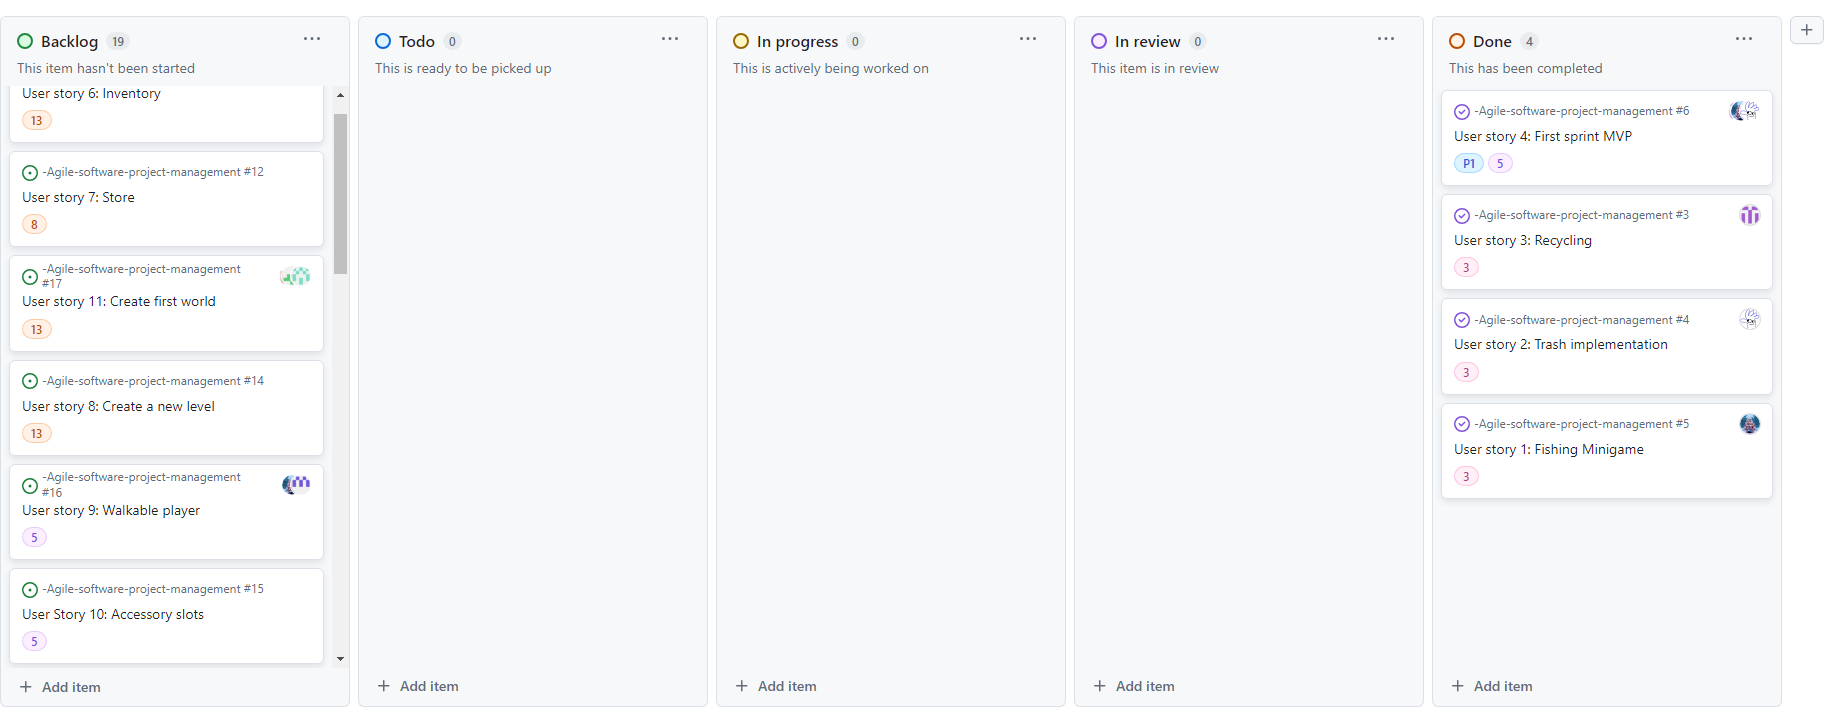 Backlog 19
This item hasn't been started
User story 6: Inventory
13
-Agile-software-project-management #12
User story 7: Store
8
-Agile-software-project-management
#17
User story 11: Create first world
13
-Agile-software-project-management #14
User story 8: Create a new level
13
-Agile-software-project-management
#16
User story 9: Walkable player
5
-Agile-software-project-management #15
User Story 10: Accessory slots
5
+ Add item
Todo 0
This is ready to be picked up
+ Add item
In progress 0
This is actively being worked on
+ Add item
In review 0
This item is in review
+ Add item
Done 4
This has been completed
-Agile-software-project-management #6
User story 4: First sprint MVP
P1 5
-Agile-software-project-management #3
User story 3: Recycling
3
-Agile-software-project-management #4
User story 2: Trash implementation
3
-Agile-software-project-management #5
User story 1: Fishing Minigame
3
+ Add item